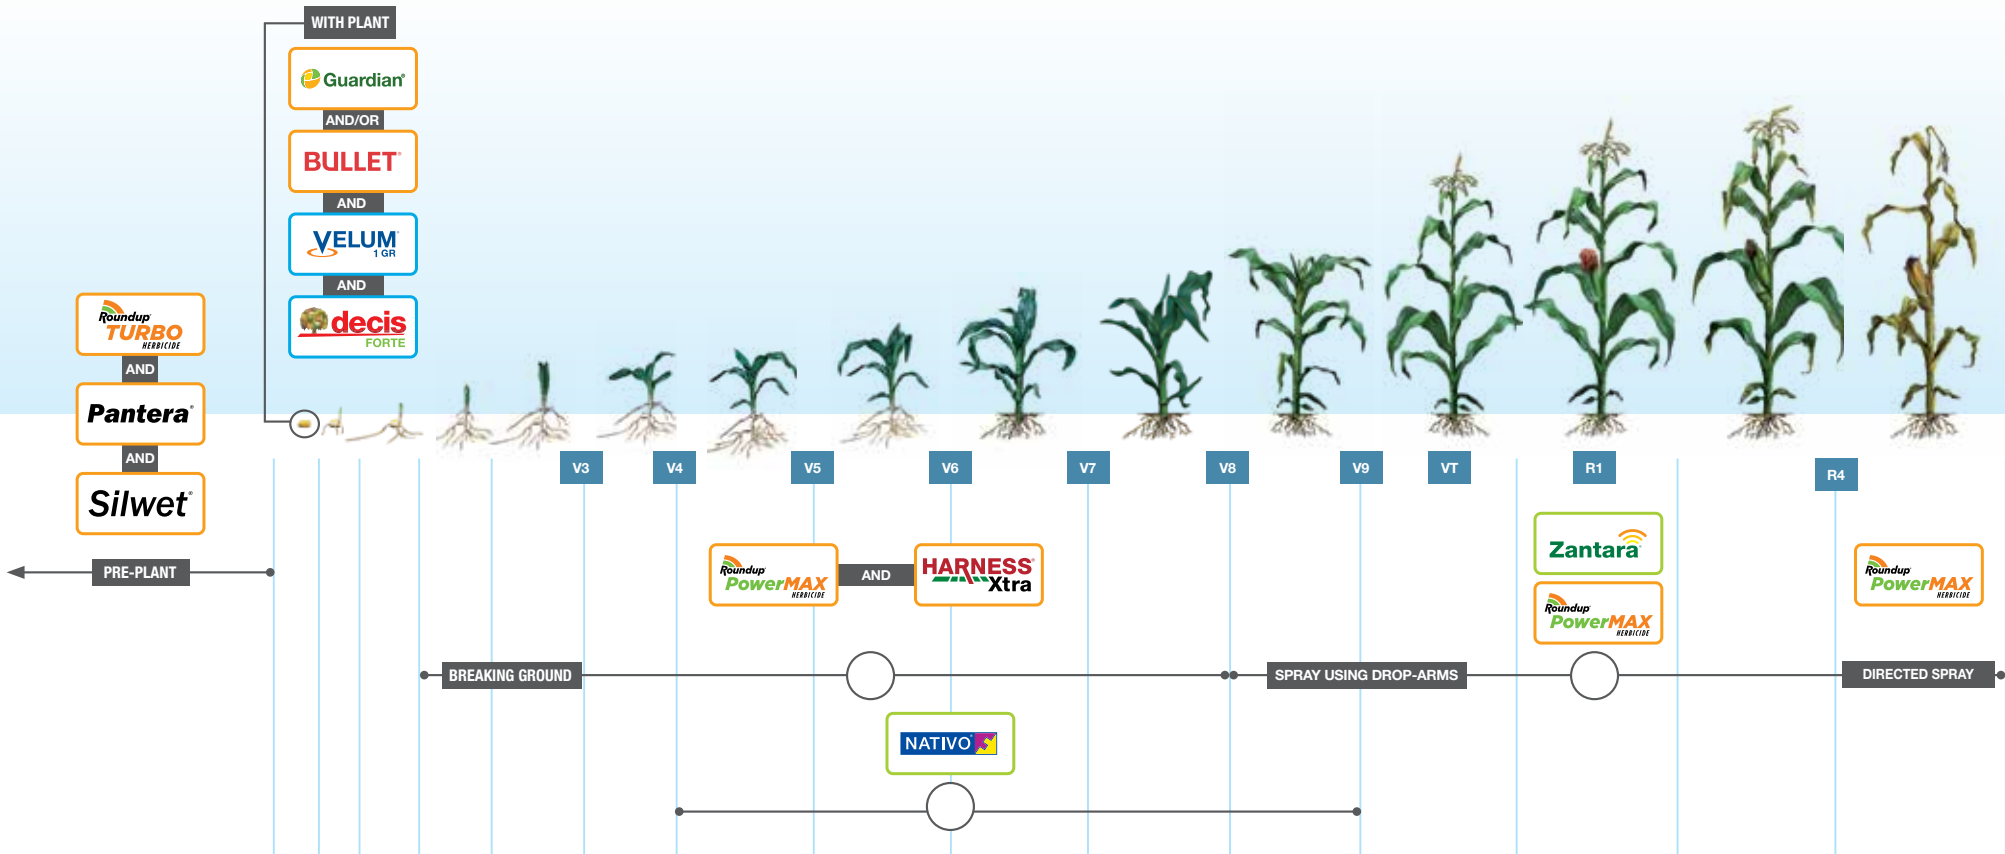 WITH PLANT
Guardian®
AND/OR
BULLET®
AND
VELUM®
1 GR
AND
decis
FORTE
Roundup®
TURBO
HERBICIDE
AND
Pantera®
AND
Silwet®
PRE-PLANT
V3
V4
V5
V6
V7
V8
V9
VT
R1
R4
Roundup®
PowerMAX
HERBICIDE
AND
HARNESS®
Xtra
Zantara®
Roundup®
PowerMAX
HERBICIDE
Roundup®
PowerMAX
HERBICIDE
BREAKING GROUND
SPRAY USING DROP-ARMS
DIRECTED SPRAY
NATIVO®